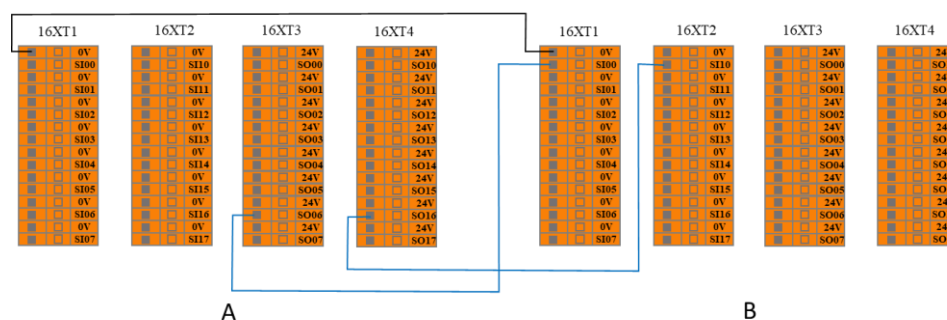 16XT1
0V
SI00
0V
SI01
0V
SI02
0V
SI03
0V
SI04
0V
SI05
0V
SI06
0V
SI07
16XT2
0V
SI10
0V
SI11
0V
SI12
0V
SI13
0V
SI14
0V
SI15
0V
SI16
0V
SI17
16XT3
24V
SO00
24V
SO01
24V
SO02
24V
SO03
24V
SO04
24V
SO05
24V
SO06
24V
SO07
16XT4
24V
SO10
24V
SO11
24V
SO12
24V
SO13
24V
SO14
24V
SO15
24V
SO16
24V
SO17
A
16XT1
0V
SI00
0V
SI01
0V
SI02
0V
SI03
0V
SI04
0V
SI05
0V
SI06
0V
SI07
16XT2
0V
SI10
0V
SI11
0V
SI12
0V
SI13
0V
SI14
0V
SI15
0V
SI16
0V
SI17
16XT3
24V
SO00
24V
SO01
24V
SO02
24V
SO03
24V
SO04
24V
SO05
24V
SO06
24V
SO07
16XT4
B